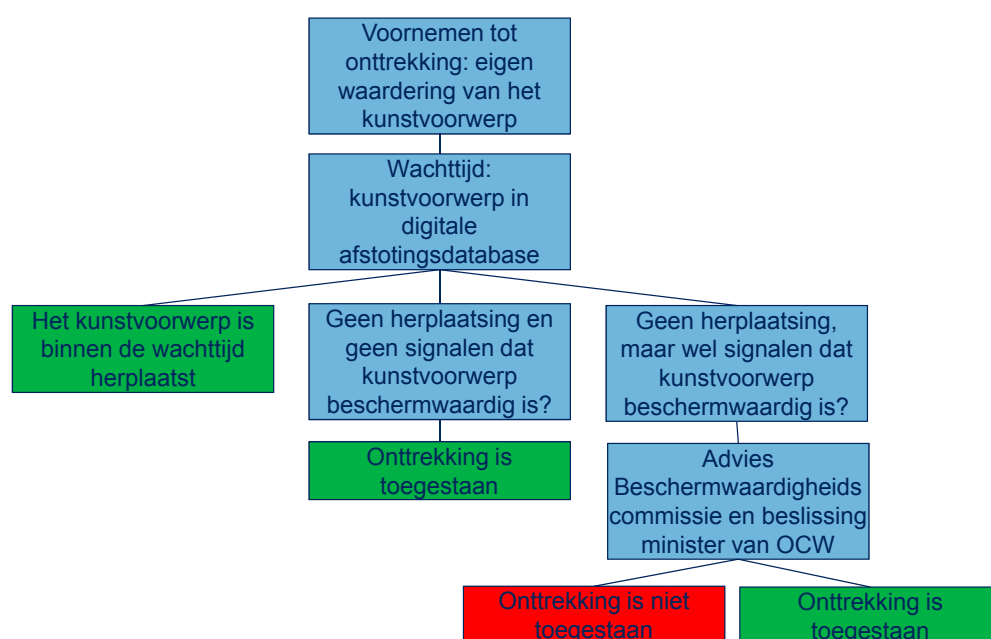 Voornemen tot
onttrekking: eigen
waardering van het
kunstvoorwerp
Wachttijd:
kunstvoorwerp in
digitale
afstotingsdatabase
Het kunstvoorwerp is
binnen de wachttijd
herplaatst
Geen herplaatsing en
geen signalen dat
kunstvoorwerp
beschermwaardig is?
Geen herplaatsing,
maar wel signalen dat
kunstvoorwerp
beschermwaardig is?
Onttrekking is
toegestaan
Advies
Beschermwaardigheids
commissie en beslissing
minister van OCW
Onttrekking is niet
toegestaan
Onttrekking is
toegestaan